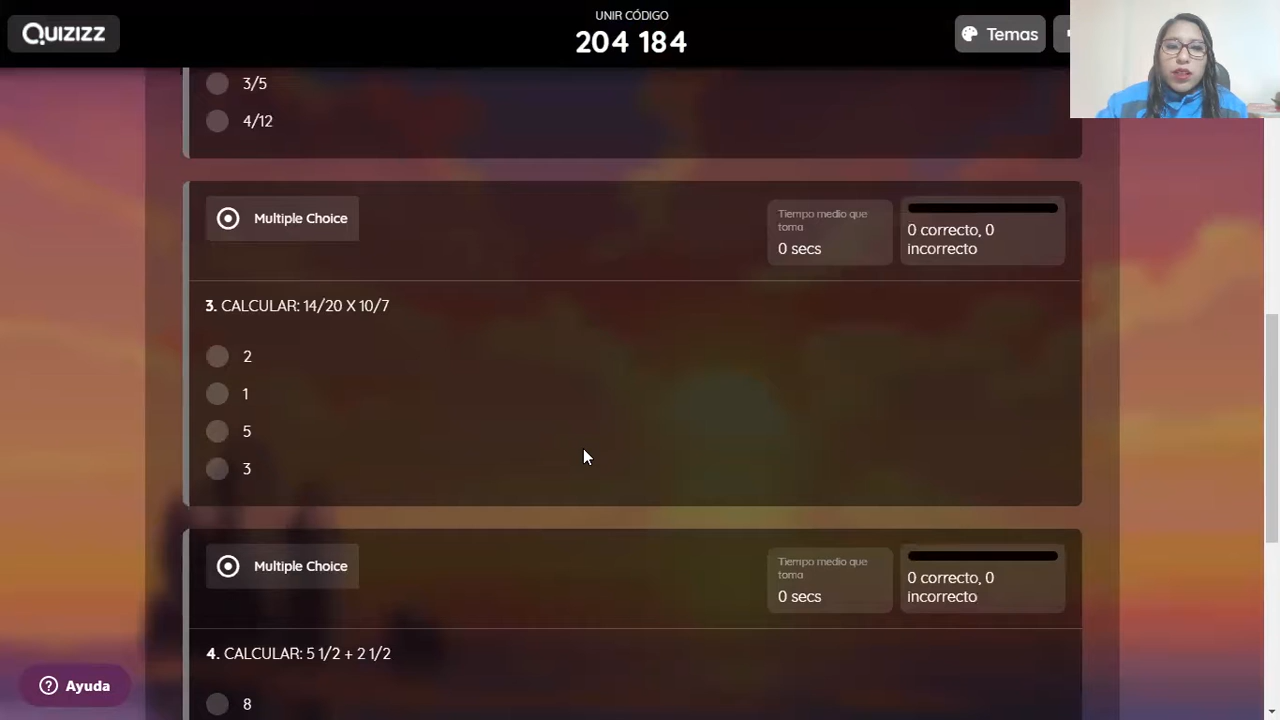 Quizizz
UNIR CÓDIGO
204 184
Temas
3/5
4/12
Multiple Choice
Tiempo medio que
toma
0 secs
0 correcto, 0
incorrecto
3. CALCULAR: 14/20 X 10/7
2
1
5
3
Multiple Choice
Tiempo medio que
toma
0 secs
0 correcto, 0
incorrecto
4. CALCULAR: 5 1/2 + 2 1/2
8
Ayuda